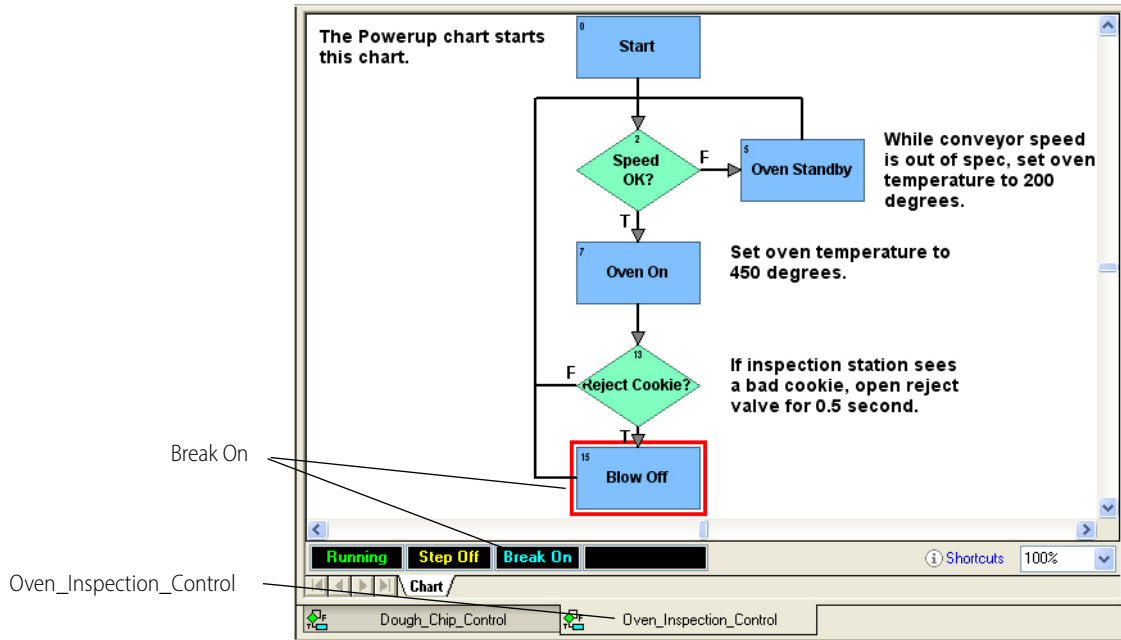 The Powerup chart starts
this chart.
0
Start
2
Speed
OK?
F
5
Oven Standby
While conveyor speed
is out of spec, set oven
temperature to 200
degrees.
T
7
Oven On
Set oven temperature to
450 degrees.
13
F
Reject Cookie?
If inspection station sees
a bad cookie, open reject
valve for 0.5 second.
T
15
Blow Off
Break On
Running
Step Off
Break On
Shortcuts
100%
Chart
Oven_Inspection_Control
Dough_Chip_Control
Oven_Inspection_Control